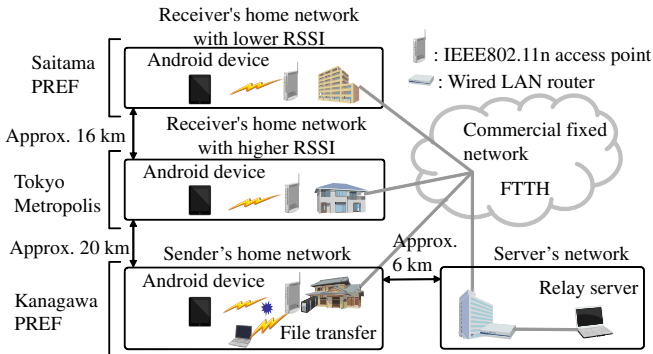 Receiver's home network
with lower RSSI
: IEEE802.11n access point
: Wired LAN router
Saitama
PREF
Android device
Approx. 16 km
Receiver's home network
with higher RSSI
Commercial fixed
network
FTTH
Tokyo
Metropolis
Android device
Approx. 20 km
Sender's home network
Approx.
6 km
Server's network
Kanagawa
PREF
Android device
File transfer
Relay server